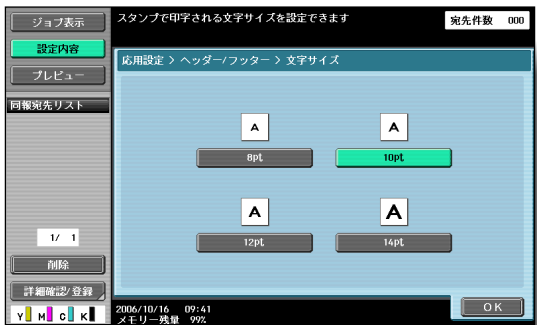 ジョブ表示
スタンプで印字される文字サイズを設定できます
宛先件数 000
設定内容
応用設定 > ヘッダー/フッター > 文字サイズ
プレビュー
同報宛先リスト
A
A
8pt
10pt
A
A
12pt
14pt
1/ 1
削除
詳細確認/登録
Y M C K
2006/10/16 09:41
メモリー残量 99%
OK